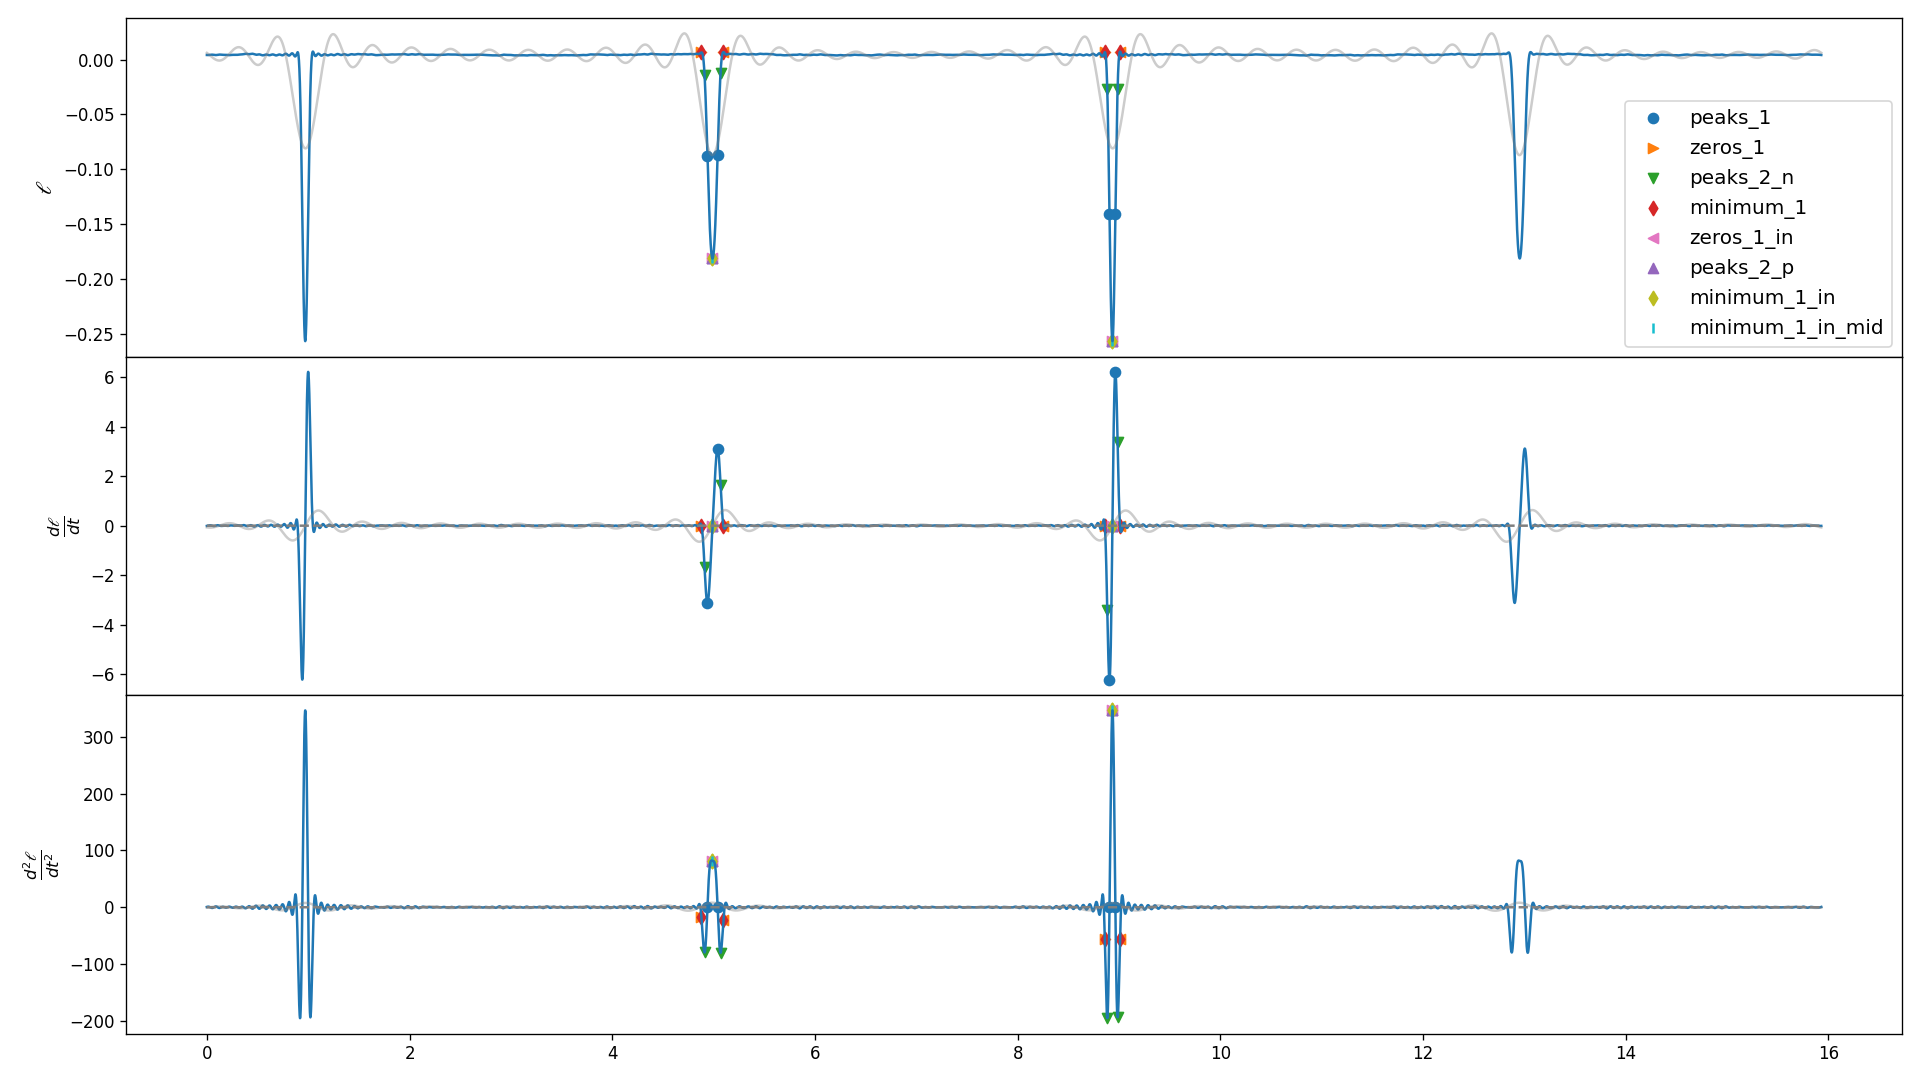 0.00
−0.05
−0.10
−0.15
−0.20
−0.25
ℓ
peaks_1
zeros_1
peaks_2_n
minimum_1
zeros_1_in
peaks_2_p
minimum_1_in
minimum_1_in_mid
6
4
2
0
−2
−4
−6
dℓ
dt
300
200
100
0
−100
−200
d²ℓ
dt²
0 2 4 6 8 10 12 14 16